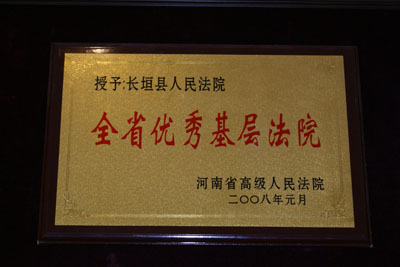 授予:长垣县人民法院
全省优秀基层法院
河南省高级人民法院
二〇〇八年元月